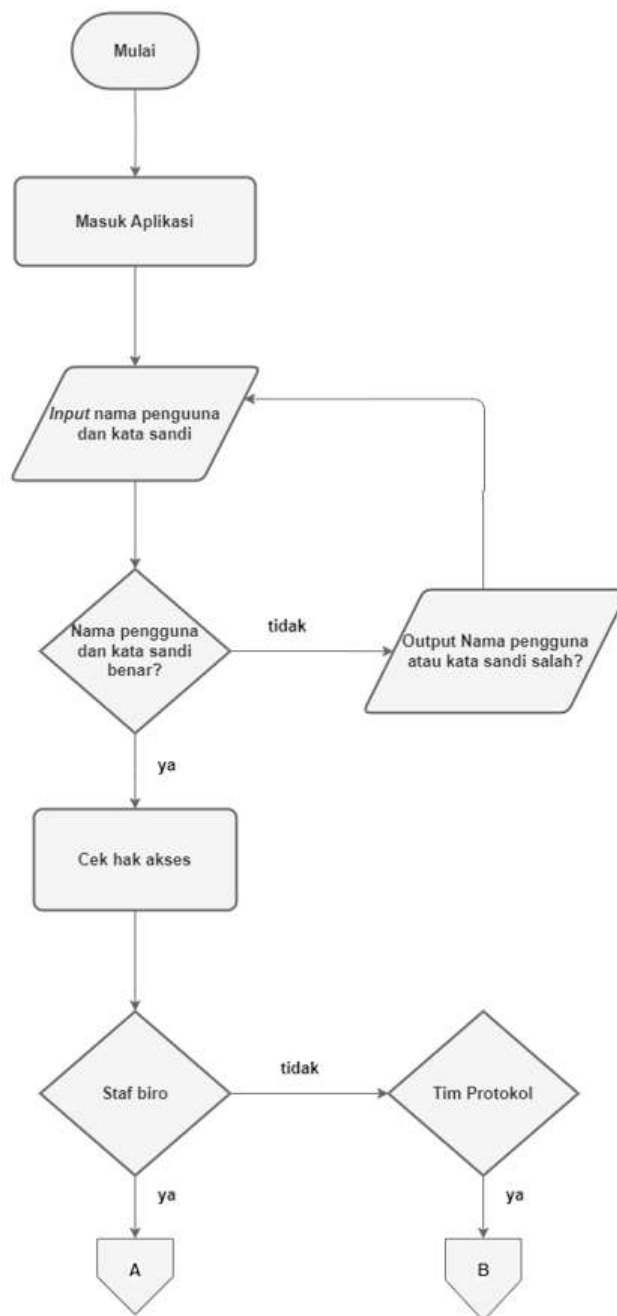 Mulai
Masuk Aplikasi
Input nama penguuna
dan kata sandi
Nama pengguna
dan kata sandi
benar?
tidak
Output Nama pengguna
atau kata sandi salah?
ya
Cek hak akses
Staf biro
tidak
Tim Protokol
ya
ya
A
B